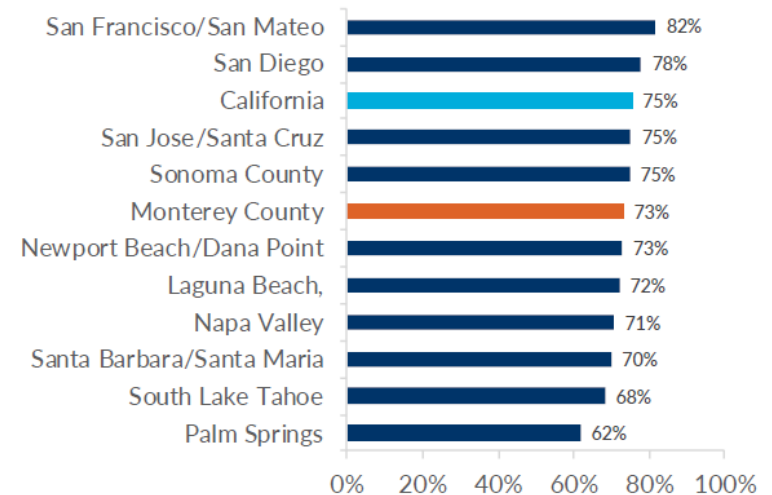 San Francisco/San Mateo 82%
San Diego 78%
California 75%
San Jose/Santa Cruz 75%
Sonoma County 75%
Monterey County 73%
Newport Beach/Dana Point 73%
Laguna Beach, 72%
Napa Valley 71%
Santa Barbara/Santa Maria 70%
South Lake Tahoe 68%
Palm Springs 62%
0% 20% 40% 60% 80% 100%